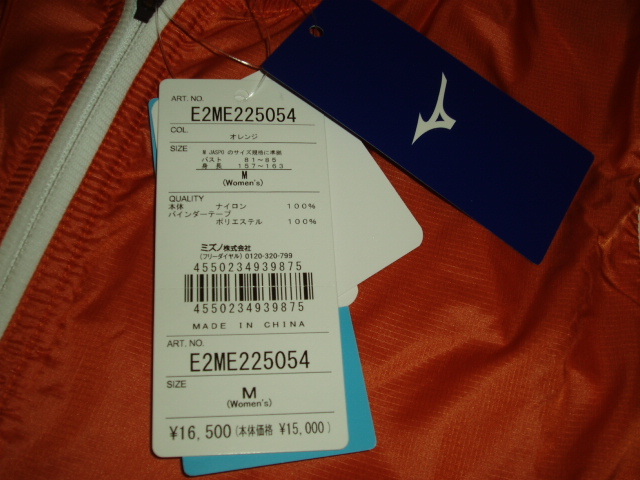 ART. NO.
E2ME225054
COL.
オレンジ
SIZE
M JASPO のサイズ規格に準拠
バスト 81～85
身長 157～163
M
(Women's)
QUALITY
本体 ナイロン 100%
バインダーテープ
ポリエステル 100%
ミズノ株式会社
(フリーダイヤル) 0120-320-799
4550234939875
4550234939875
MADE IN CHINA
ART. NO.
E2ME225054
SIZE
M
(Women's)
¥16,500(本体価格 ¥15,000)